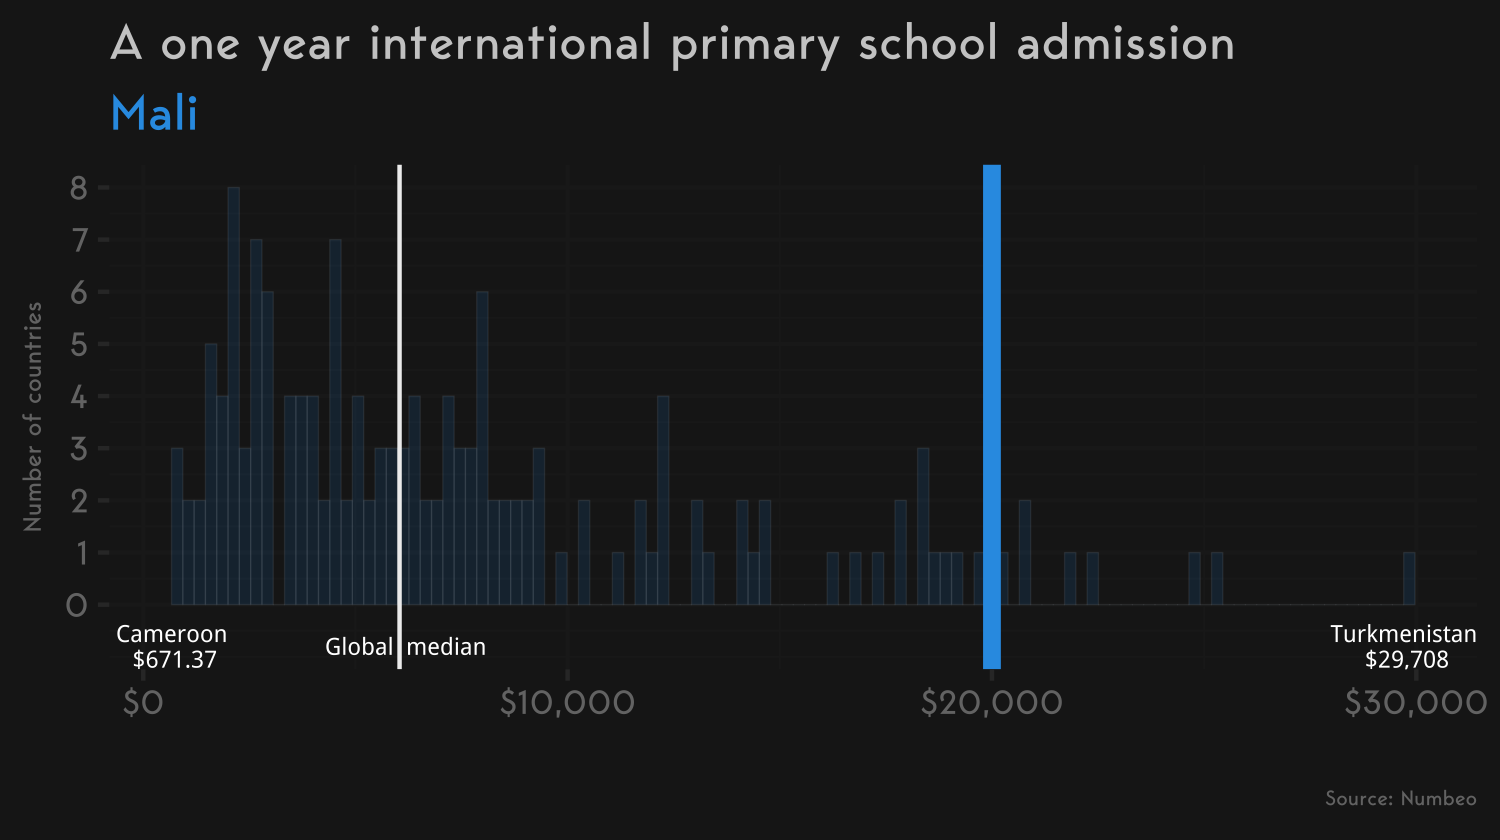 A one year international primary school admission
Mali
Number of countries
8
7
6
5
4
3
2
1
0
Cameroon
$671.37
Global median
Turkmenistan
$29,708
$0 $10,000 $20,000 $30,000
Source: Numbeo